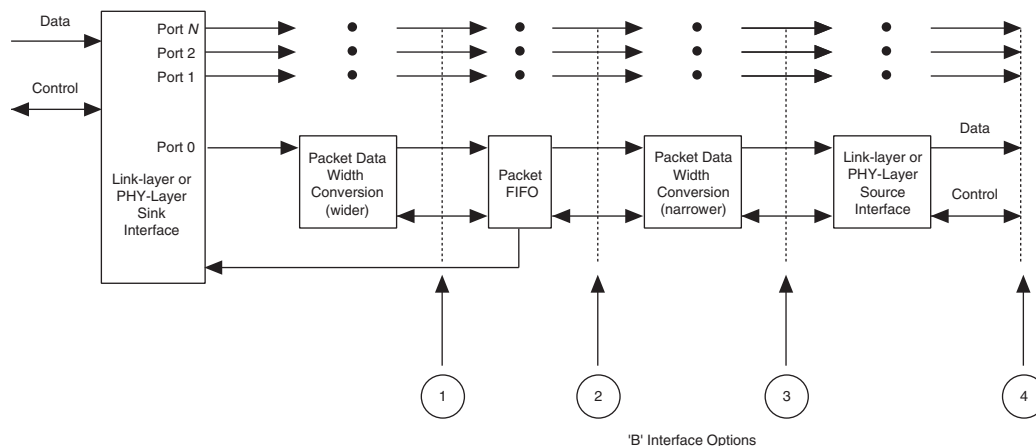 Data
Control
Port N
Port 2
Port 1
Port 0
Link-layer or
PHY-Layer
Sink
Interface
Packet Data
Width
Conversion
(wider)
Packet
FIFO
Packet Data
Width
Conversion
(narrower)
Link-layer or
PHY-Layer
Source
Interface
Data
Control
1
2
3
4
'B' Interface Options